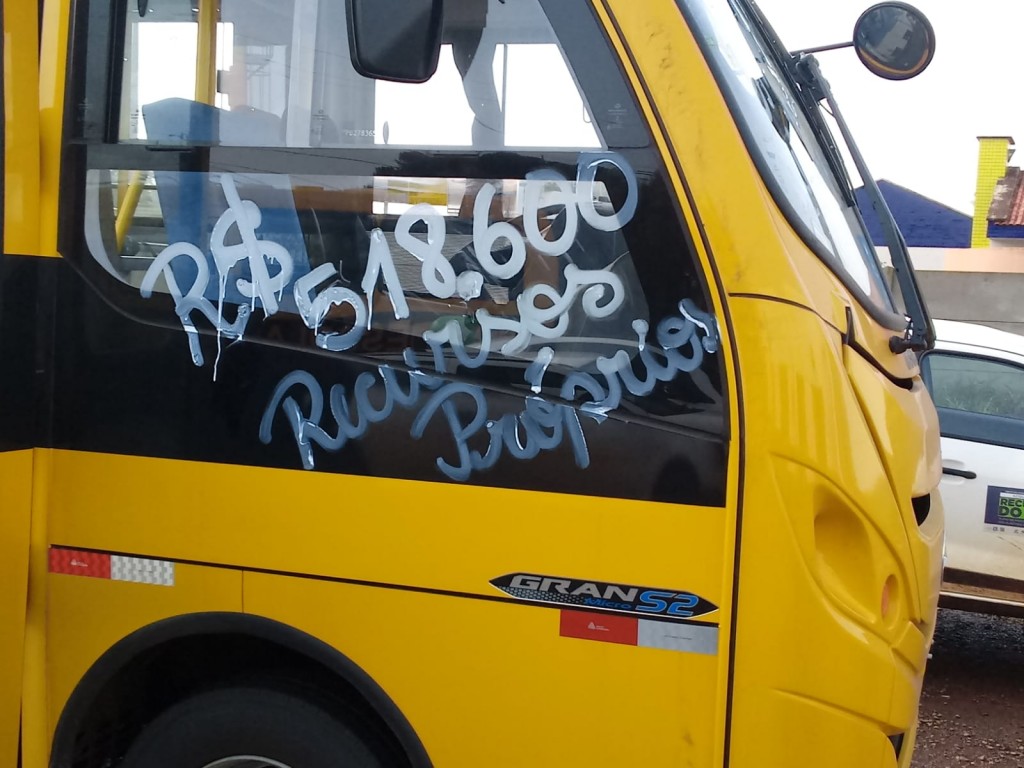 R$ 518.600
Recursos
Próprios
GRAN
Micro S2